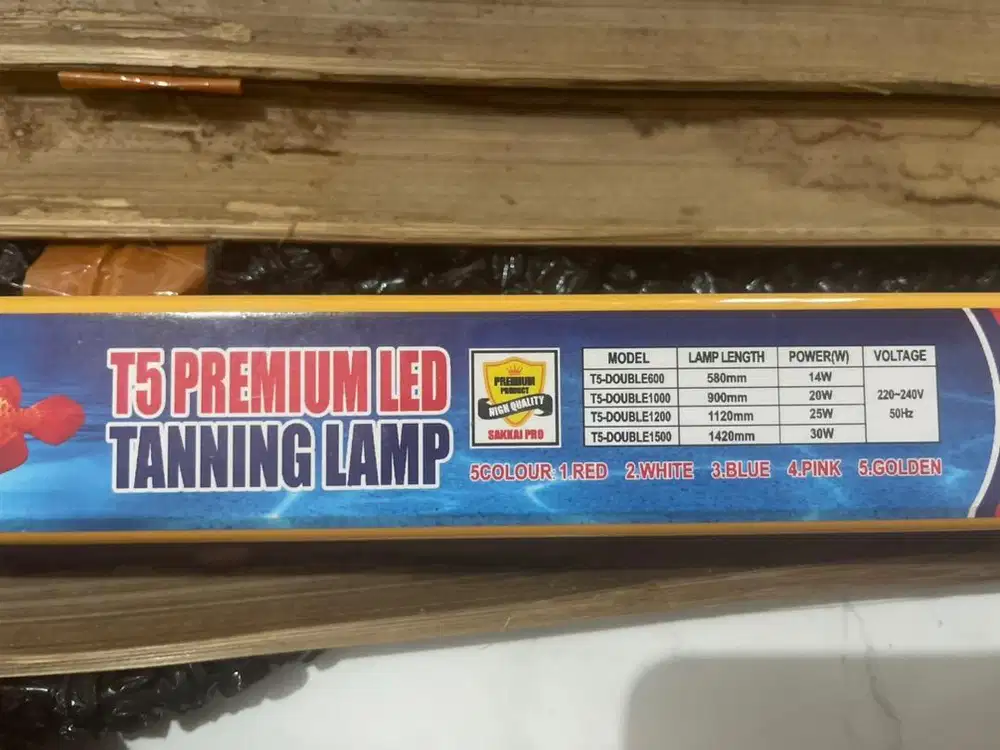 T5 PREMIUM LED
TANNING LAMP
PREMIUM
PRODUCT
HIGH QUALITY
SAKKAI PRO
MODEL LAMP LENGTH POWER(W) VOLTAGE
T5-DOUBLE600 580mm 14W
T5-DOUBLE1000 900mm 20W
T5-DOUBLE1200 1120mm 25W
T5-DOUBLE1500 1420mm 30W
220~240V
50Hz
5COLOUR: 1.RED 2.WHITE 3.BLUE 4.PINK 5.GOLDEN